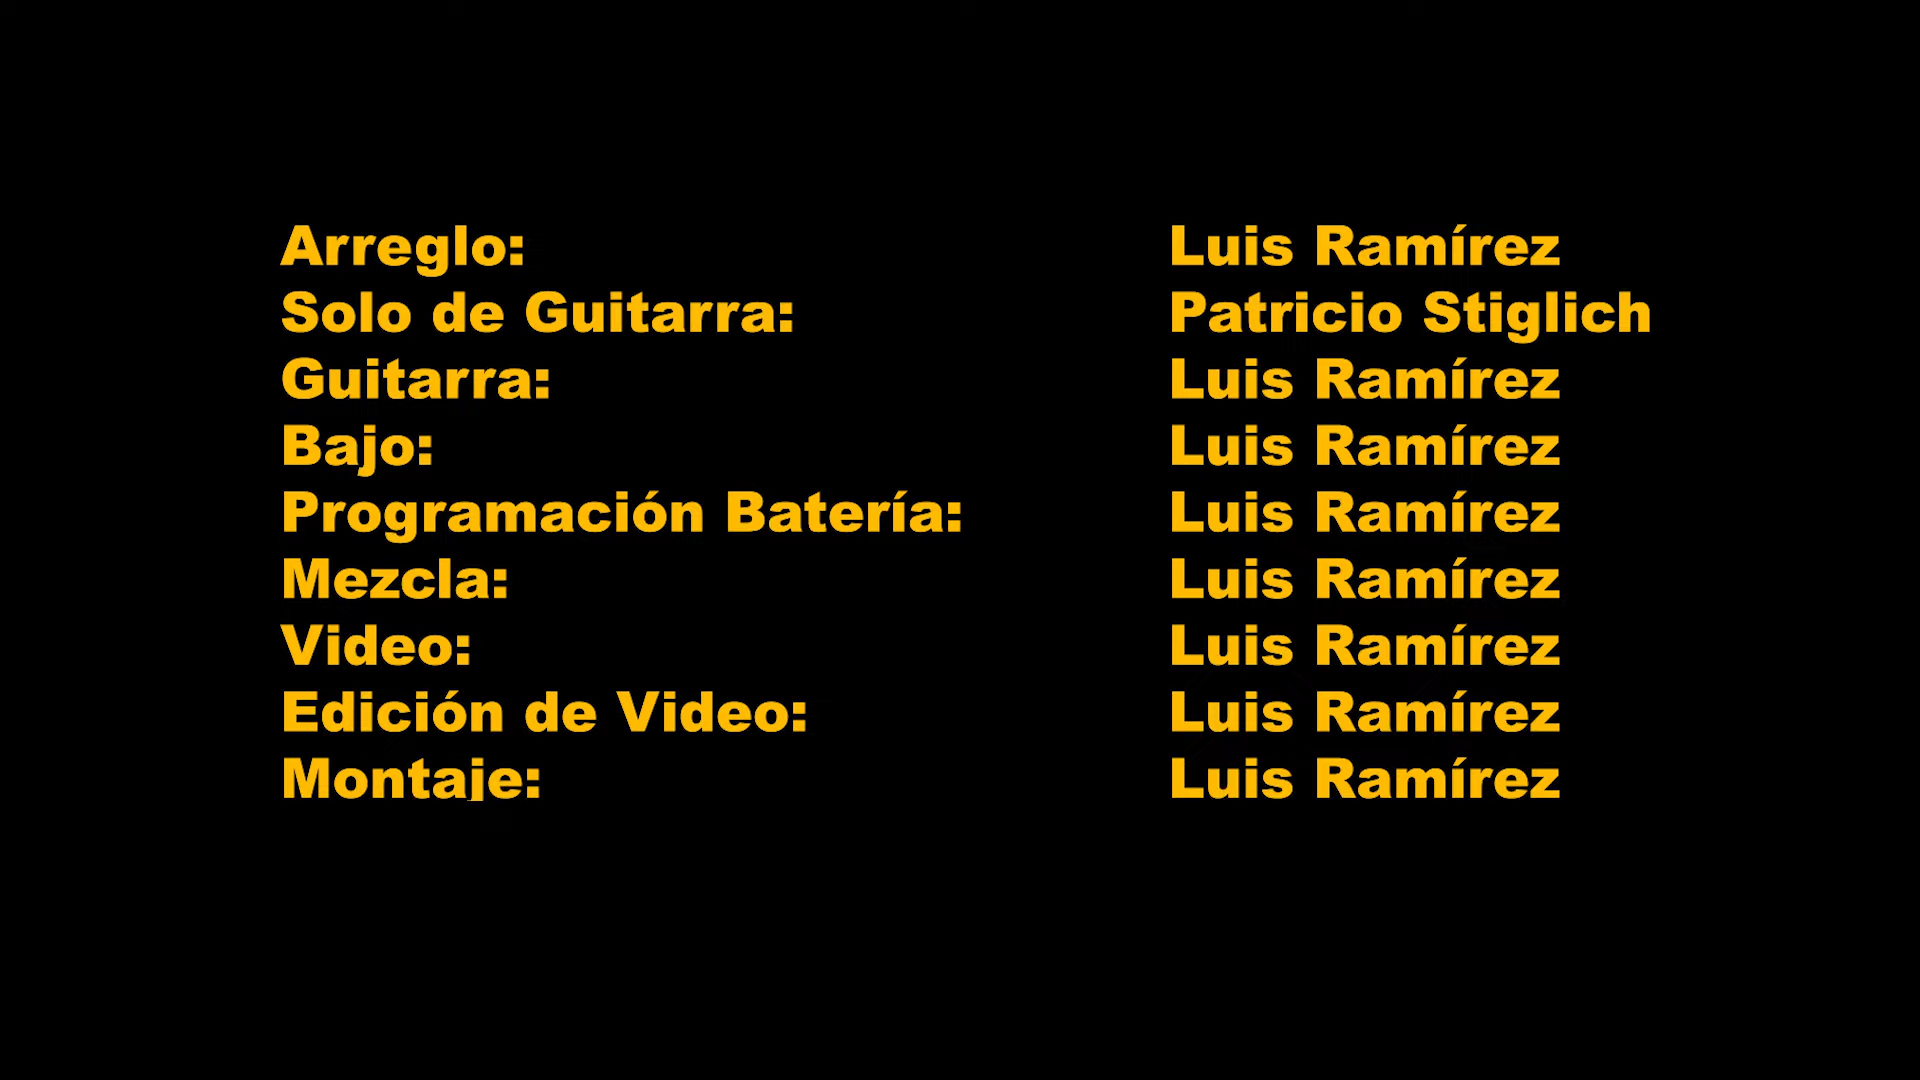 Arreglo: Luis Ramírez
Solo de Guitarra: Patricio Stiglich
Guitarra: Luis Ramírez
Bajo: Luis Ramírez
Programación Batería: Luis Ramírez
Mezcla: Luis Ramírez
Video: Luis Ramírez
Edición de Video: Luis Ramírez
Montaje: Luis Ramírez